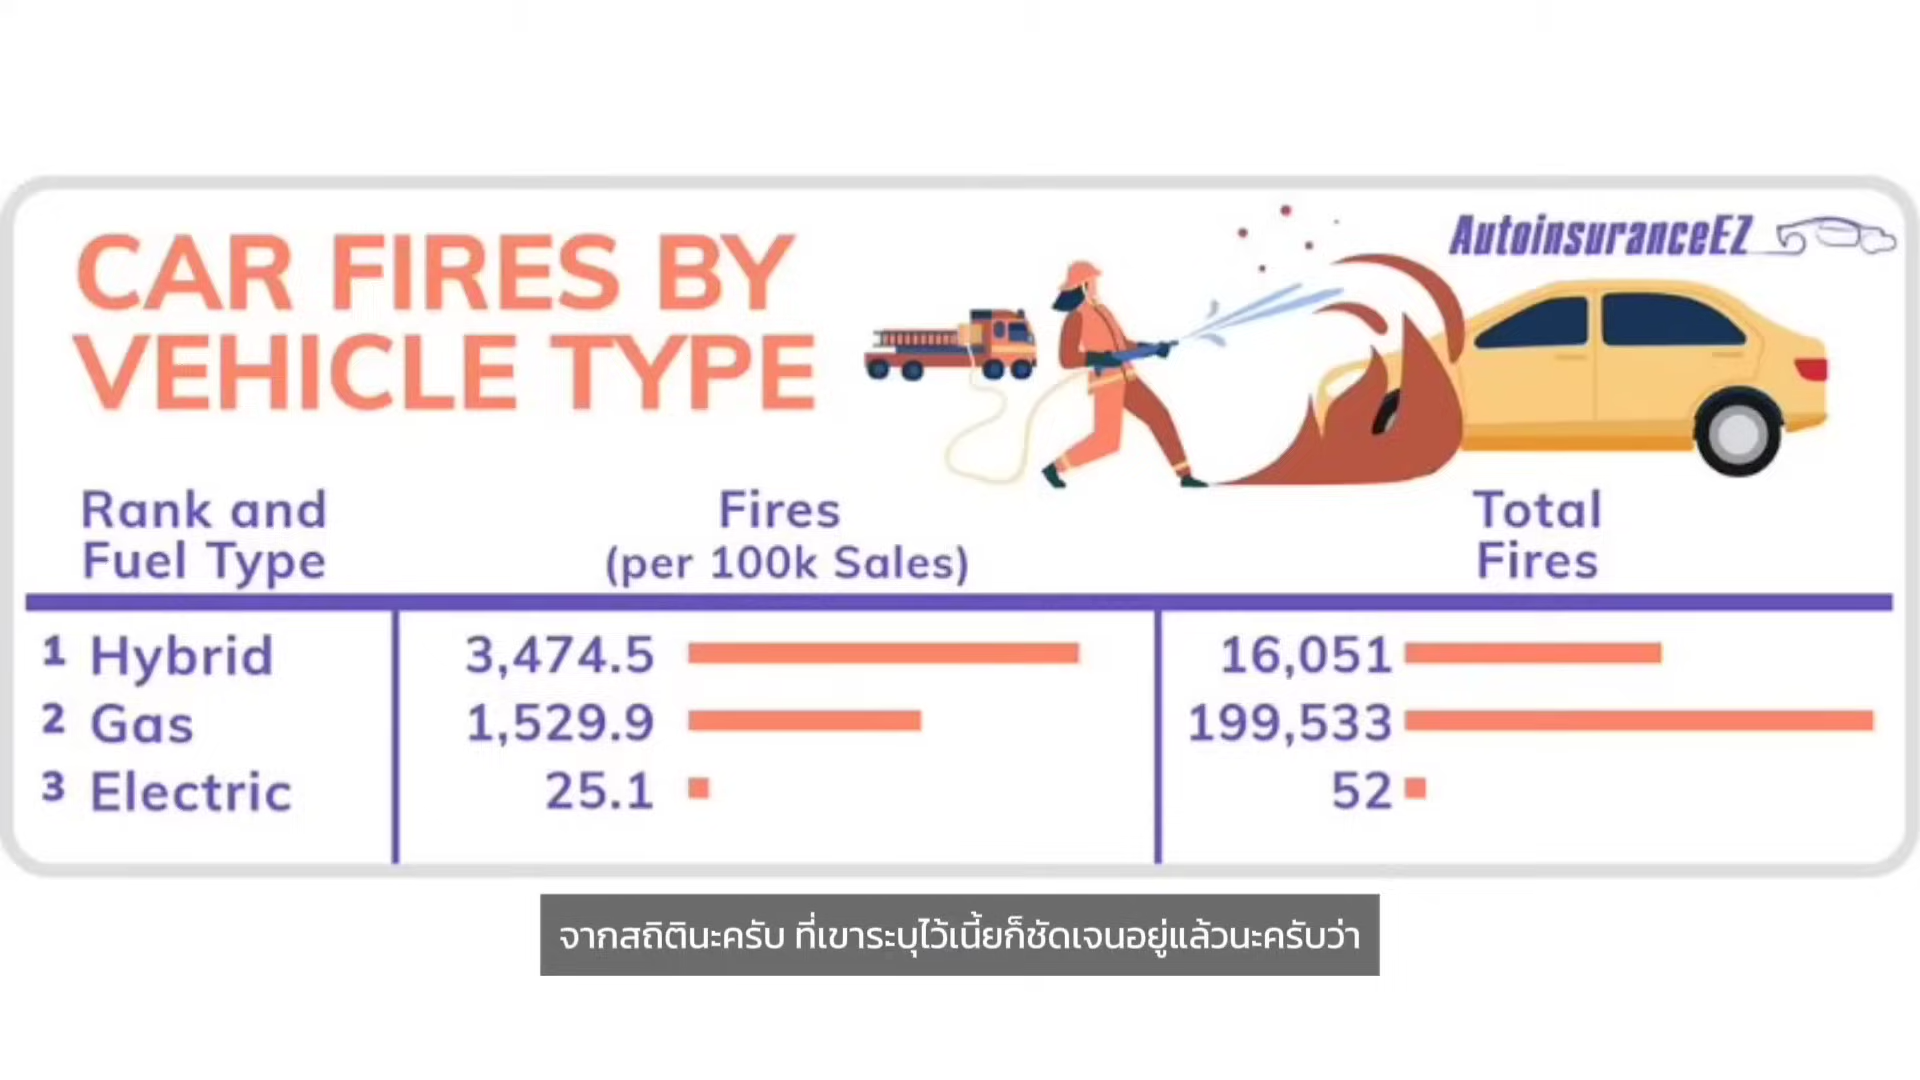 CAR FIRES BY
VEHICLE TYPE
AutoinsuranceEZ
Rank and
Fuel Type
Fires
(per 100k Sales)
Total
Fires
1 Hybrid 3,474.5 16,051
2 Gas 1,529.9 199,533
3 Electric 25.1 52
จากสถิตินะครับ ที่เขาระบุไว้เนี้ยก็ชัดเจนอยู่แล้วนะครับว่า